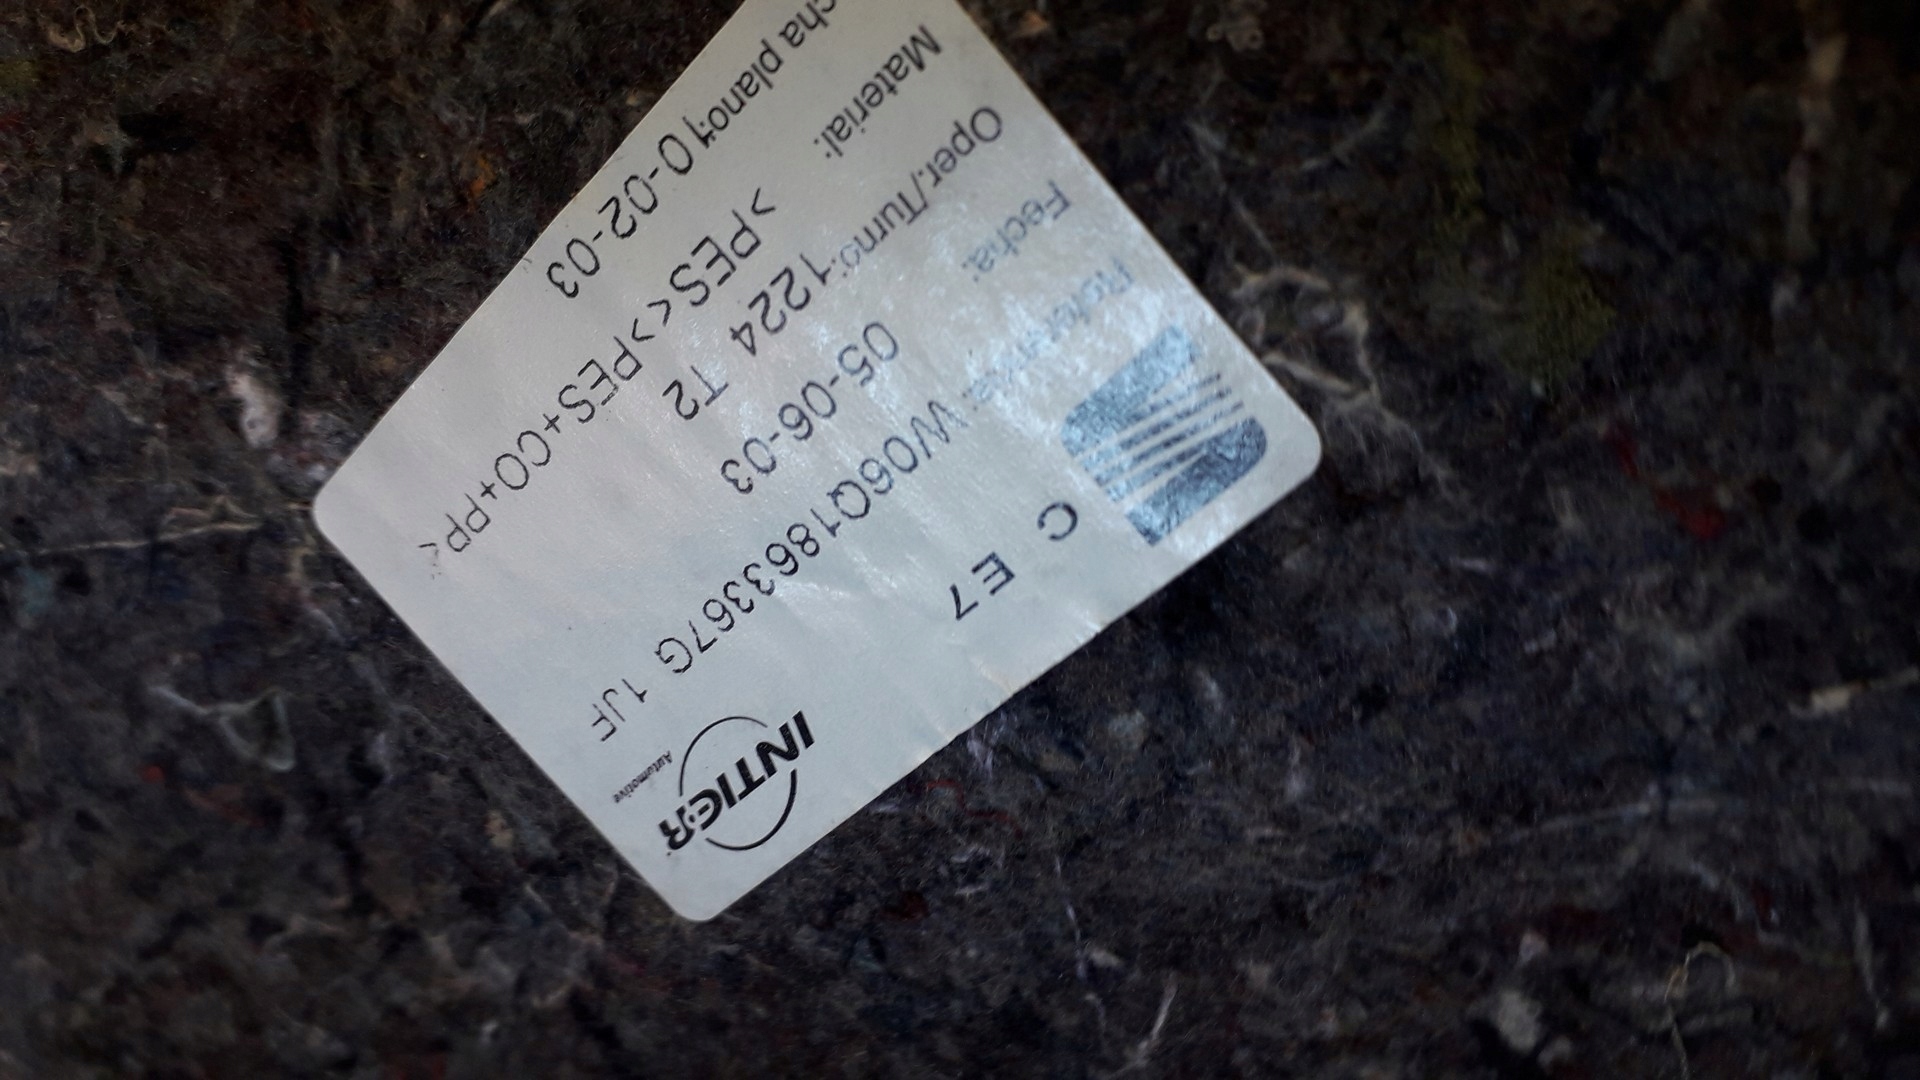 C E7
INTIER
Automotive
Referencia: W06Q1863367G 1JF
Fecha: 05-06-03
Oper./Turno: 1224 T2
Material: >PES<>PES+CO+PP<
cha plano: 10-02-03